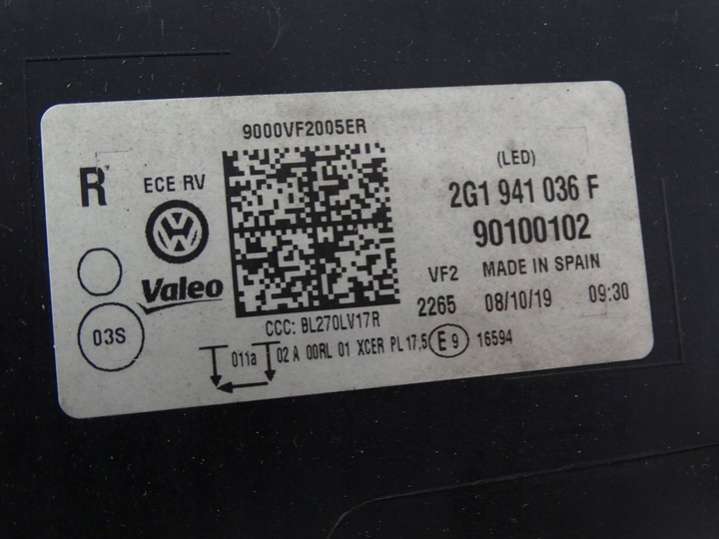 9000VF2005ER
R
ECE RV
Valeo
03S
CCC: BL270LV17R
011a 02 A 00RL 01 XCER PL 17,5 E 9 16594
(LED)
2G1 941 036 F
90100102
VF2 MADE IN SPAIN
2265 08/10/19 09:30